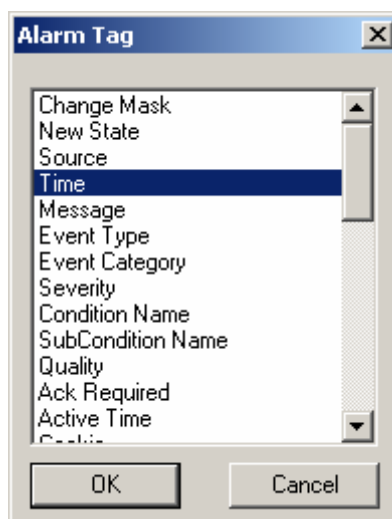 Alarm Tag
Change Mask
New State
Source
Time
Message
Event Type
Event Category
Severity
Condition Name
SubCondition Name
Quality
Ack Required
Active Time
OK
Cancel